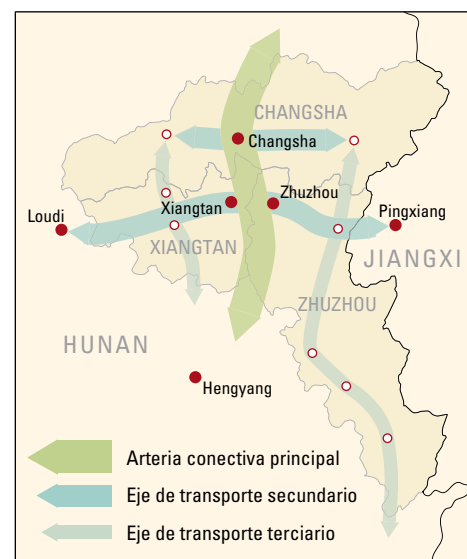 CHANGSHA
Changsha
Zhuzhou
Xiangtan
Loudi
Pingxiang
XIANGTAN
JIANGXI
ZHUZHOU
HUNAN
Hengyang
Arteria conectiva principal
Eje de transporte secundario
Eje de transporte terciario